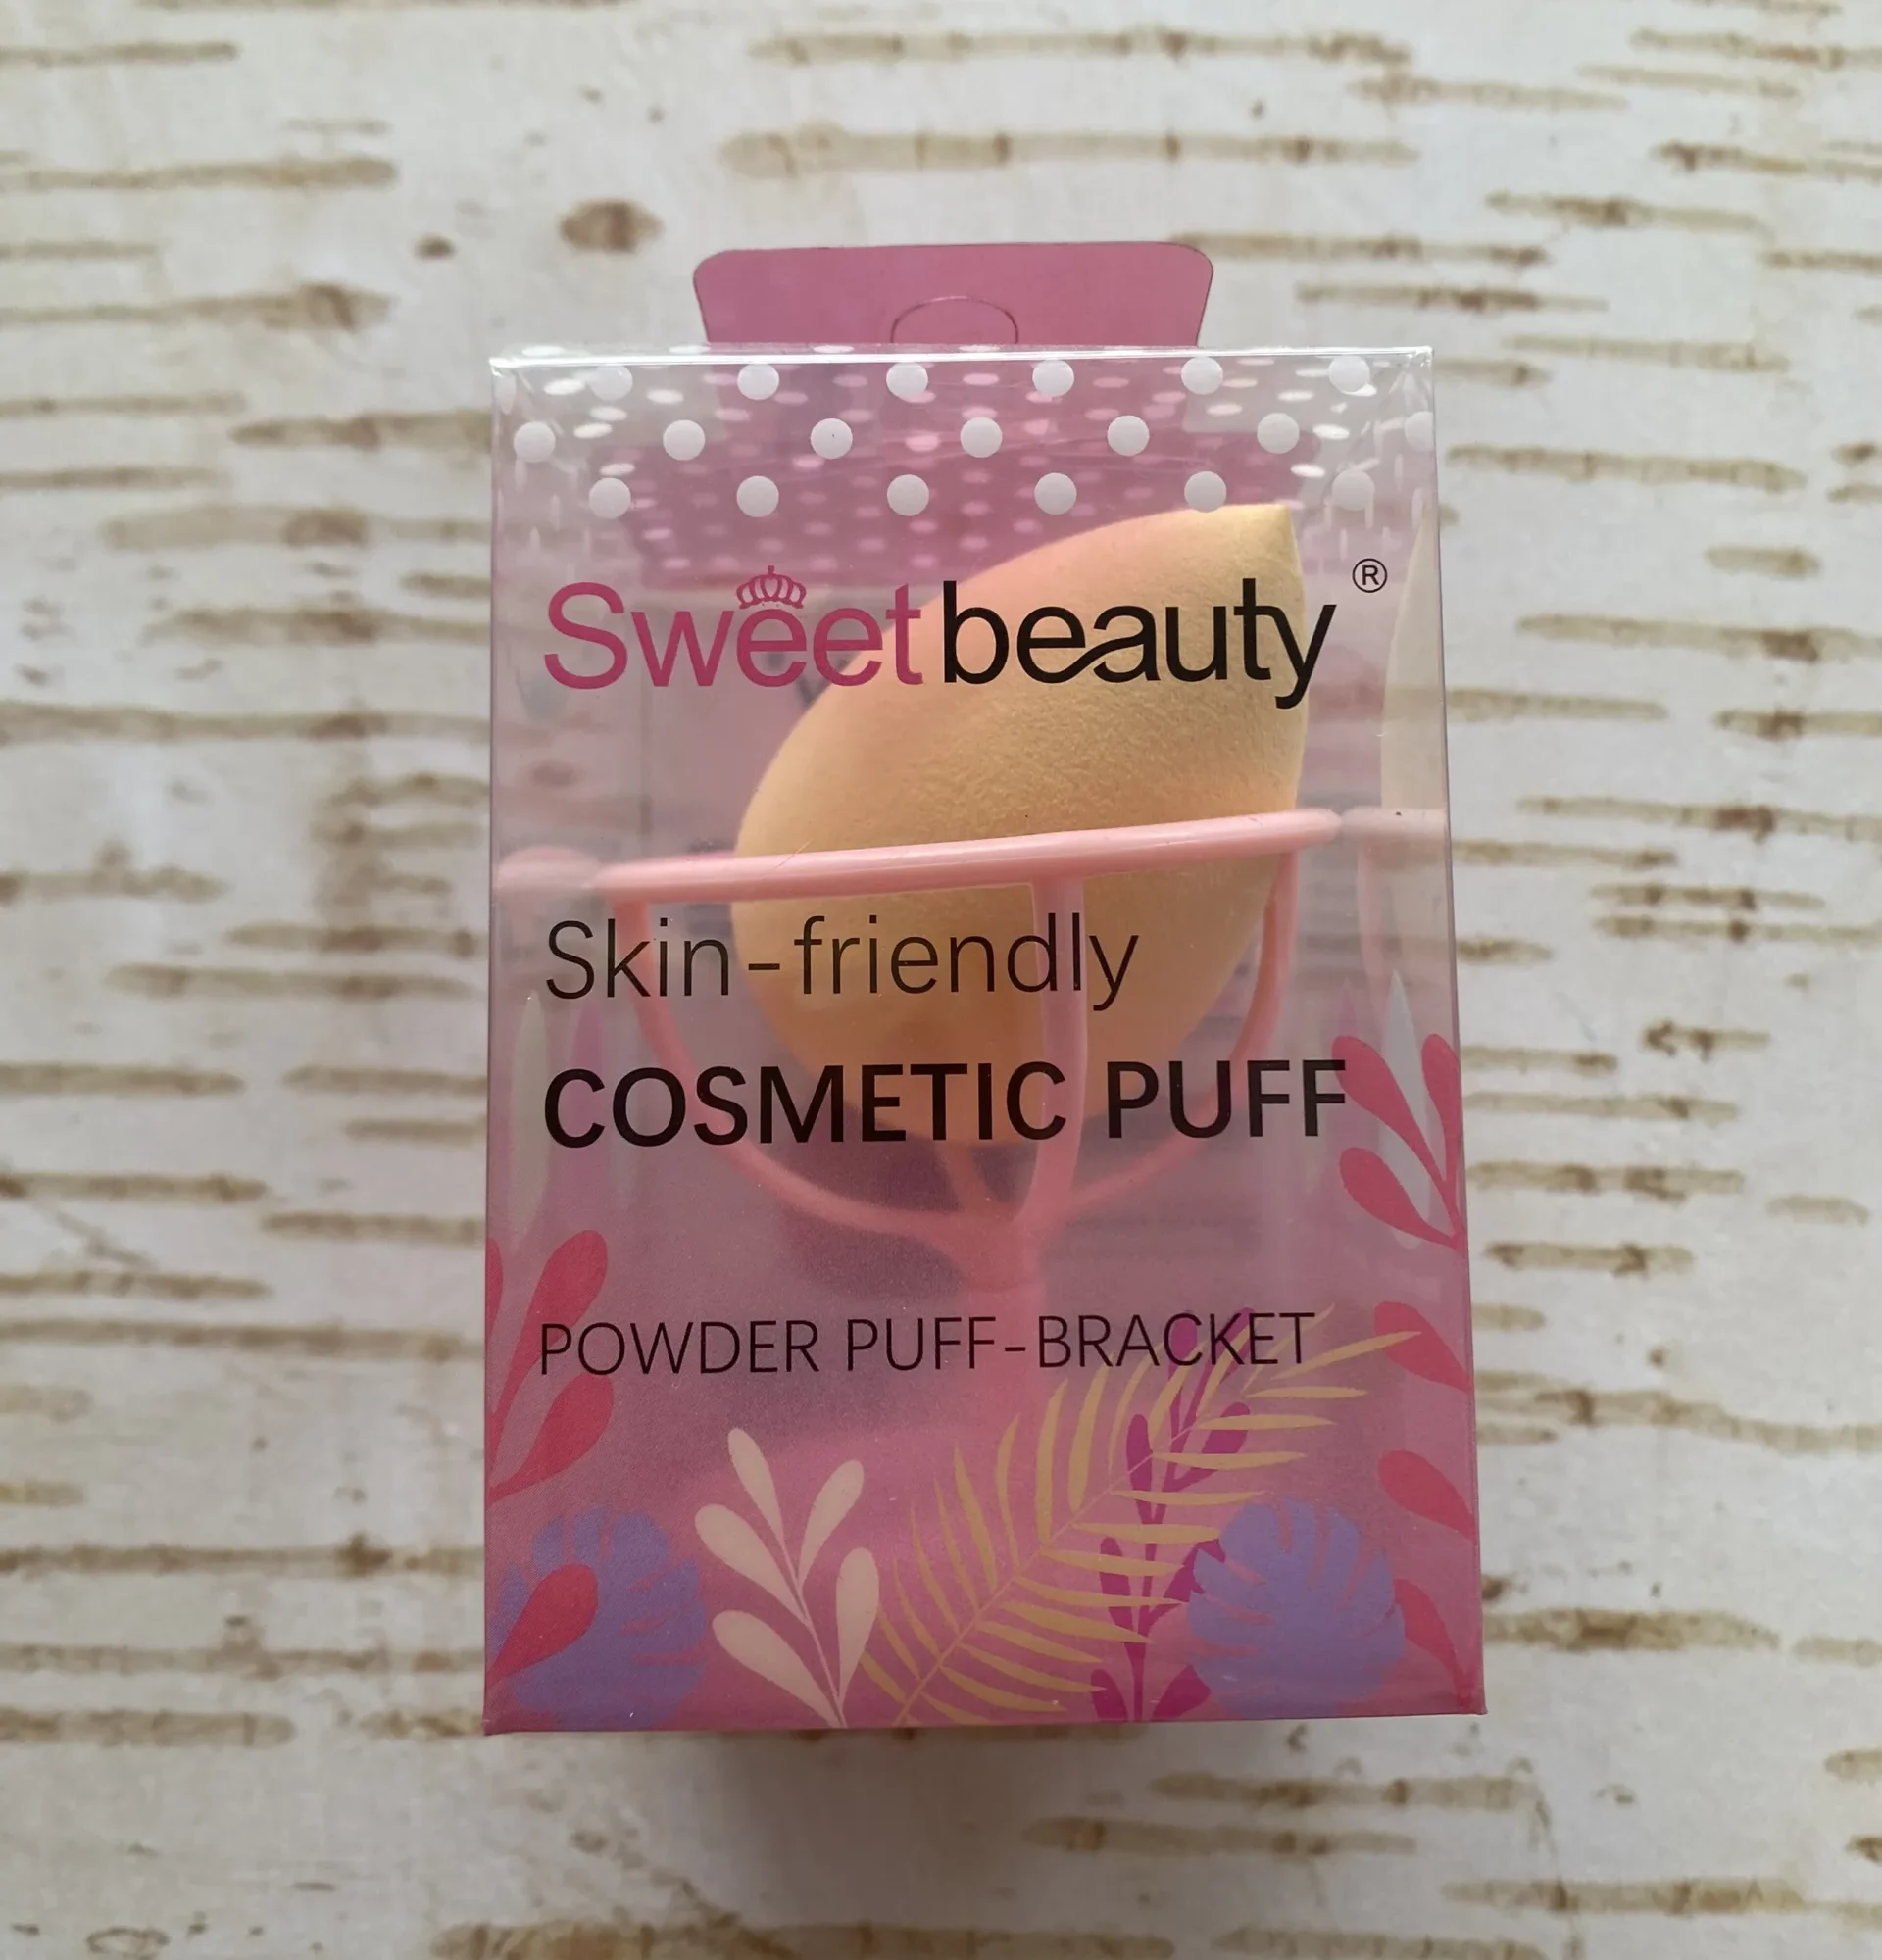 Sweetbeauty®
Skin-friendly
COSMETIC PUFF
POWDER PUFF-BRACKET